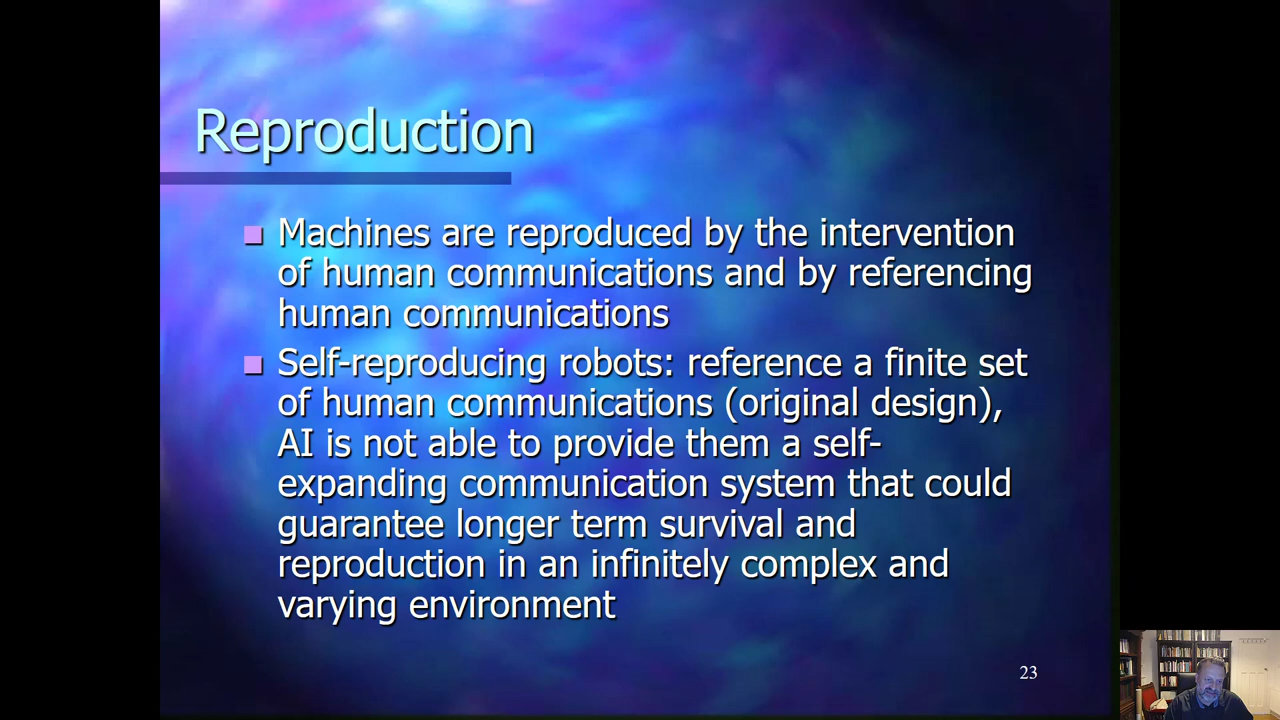 Reproduction
Machines are reproduced by the intervention
of human communications and by referencing
human communications
Self-reproducing robots: reference a finite set
of human communications (original design),
AI is not able to provide them a self-
expanding communication system that could
guarantee longer term survival and
reproduction in an infinitely complex and
varying environment
23